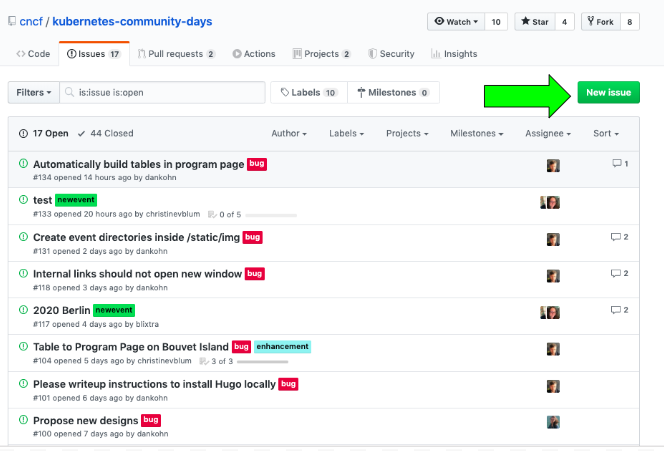 cncf / kubernetes-community-days
Watch 10 Star 4 Fork 8
Code Issues 17 Pull requests 2 Actions Projects 2 Security Insights
Filters is:issue is:open Labels 10 Milestones 0 New issue
17 Open 44 Closed Author Labels Projects Milestones Assignee Sort
Automatically build tables in program page bug 1
#134 opened 14 hours ago by dankohn
test newevent
#133 opened 20 hours ago by christinevblum 0 of 5
Create event directories inside /static/img bug 2
#131 opened 2 days ago by dankohn
Internal links should not open new window bug 2
#118 opened 3 days ago by dankohn
2020 Berlin newevent 2
#117 opened 4 days ago by blixtra
Table to Program Page on Bouvet Island bug enhancement
#104 opened 5 days ago by christinevblum 3 of 3
Please writeup instructions to install Hugo locally bug
#101 opened 6 days ago by dankohn
Propose new designs bug
#100 opened 7 days ago by dankohn